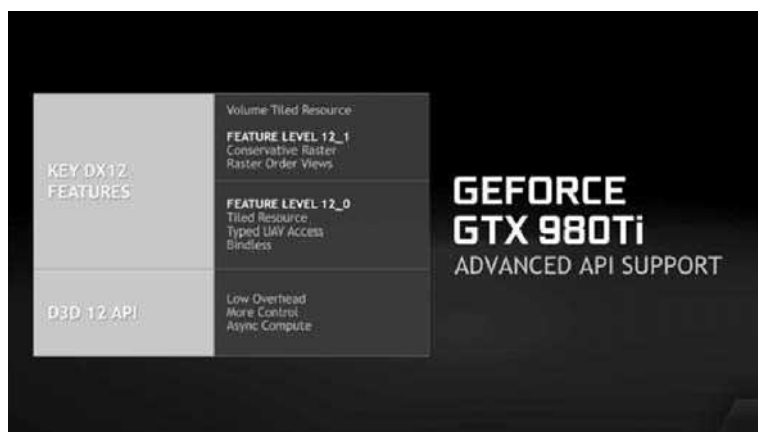 KEY DX12
FEATURES
Volume Tiled Resource
FEATURE LEVEL 12_1
Conservative Raster
Raster Order Views
FEATURE LEVEL 12_0
Tiled Resource
Typed UAV Access
Bindless
D3D 12 API
Low Overhead
More Control
Async Compute
GEFORCE
GTX 980Ti
ADVANCED API SUPPORT